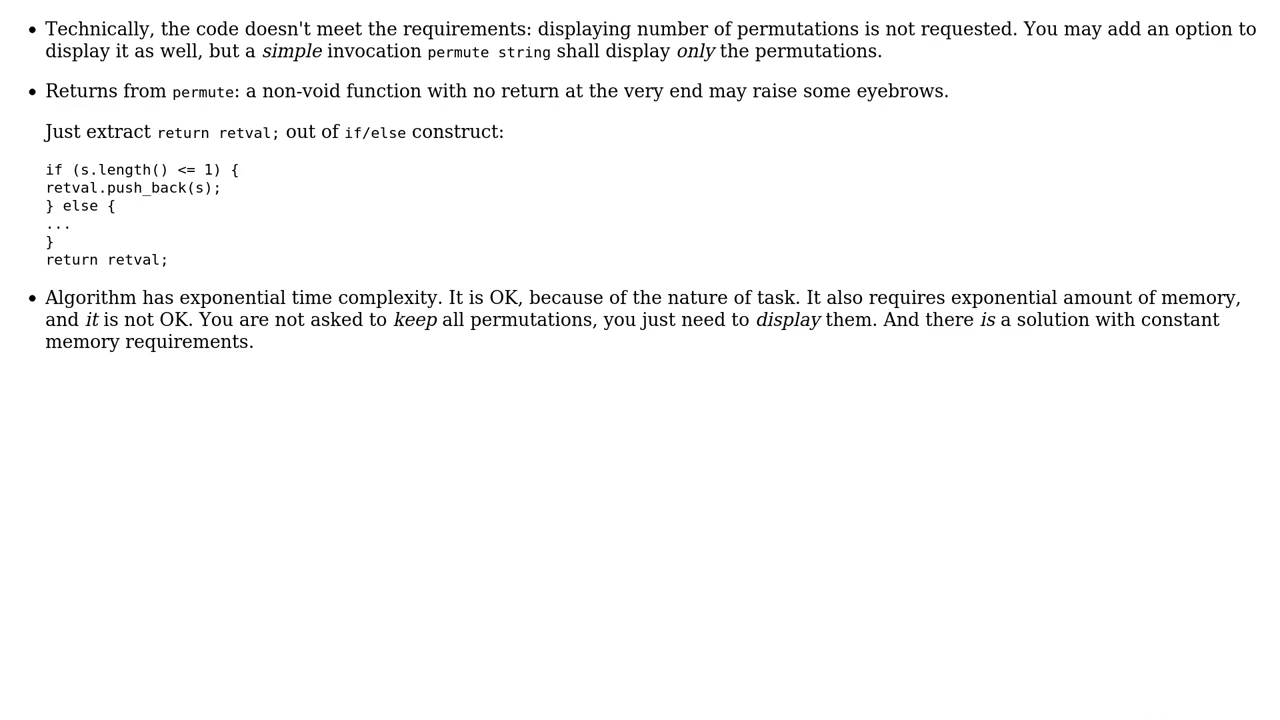 • Technically, the code doesn't meet the requirements: displaying number of permutations is not requested. You may add an option to
display it as well, but a simple invocation permute string shall display only the permutations.
• Returns from permute: a non-void function with no return at the very end may raise some eyebrows.
Just extract return retval; out of if/else construct:
if (s.length() <= 1) {
retval.push_back(s);
} else {
...
}
return retval;
• Algorithm has exponential time complexity. It is OK, because of the nature of task. It also requires exponential amount of memory,
and it is not OK. You are not asked to keep all permutations, you just need to display them. And there is a solution with constant
memory requirements.